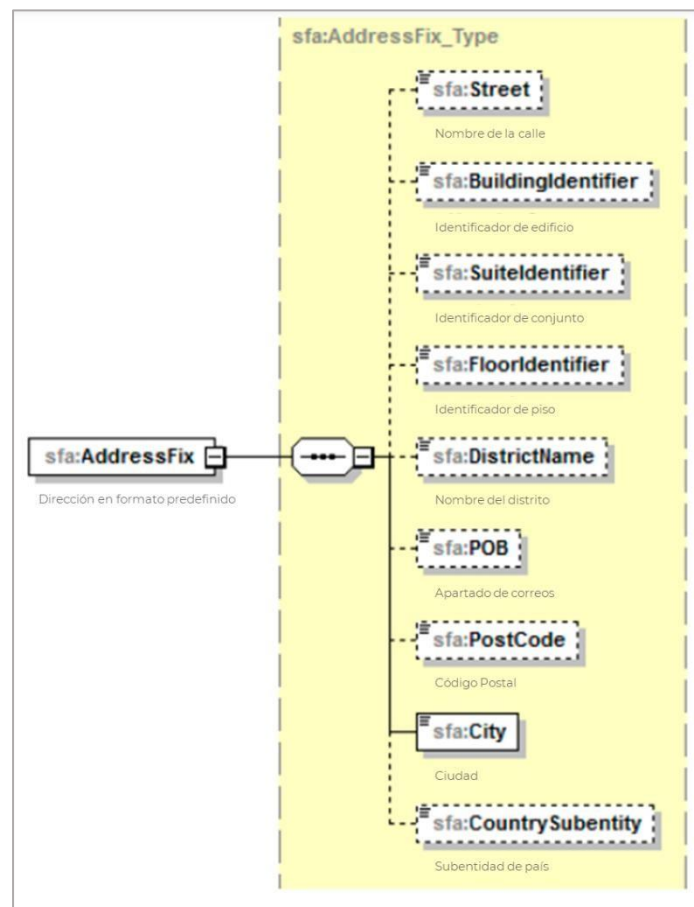 sfa:AddressFix_Type
sfa:Street
Nombre de la calle
sfa:BuildingIdentifier
Identificador de edificio
sfa:SuiteIdentifier
Identificador de conjunto
sfa:FloorIdentifier
Identificador de piso
sfa:AddressFix
Dirección en formato predefinido
sfa:DistrictName
Nombre del distrito
sfa:POB
Apartado de correos
sfa:PostCode
Código Postal
sfa:City
Ciudad
sfa:CountrySubentity
Subentidad de país